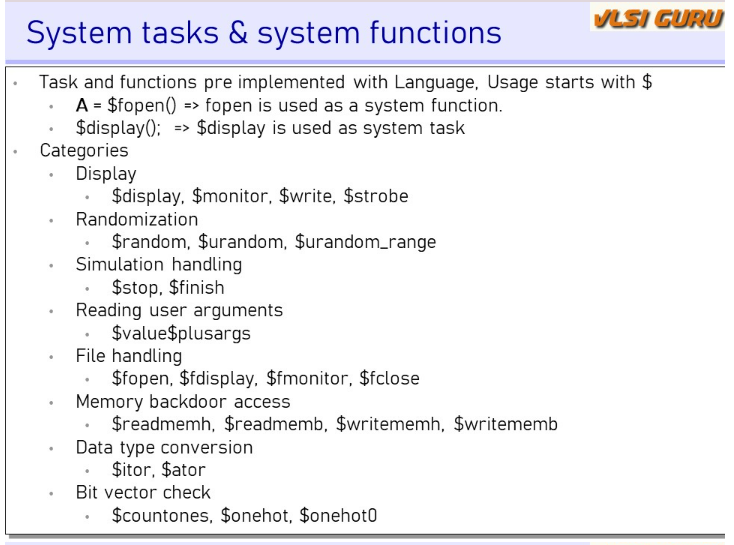 System tasks & system functions
VLSI GURU
• Task and functions pre implemented with Language, Usage starts with $
• A = $fopen() => fopen is used as a system function.
• $display(); => $display is used as system task
• Categories
• Display
• $display, $monitor, $write, $strobe
• Randomization
• $random, $urandom, $urandom_range
• Simulation handling
• $stop, $finish
• Reading user arguments
• $value$plusargs
• File handling
• $fopen, $fdisplay, $fmonitor, $fclose
• Memory backdoor access
• $readmemh, $readmemb, $writememh, $writememb
• Data type conversion
• $itor, $ator
• Bit vector check
• $countones, $onehot, $onehot0